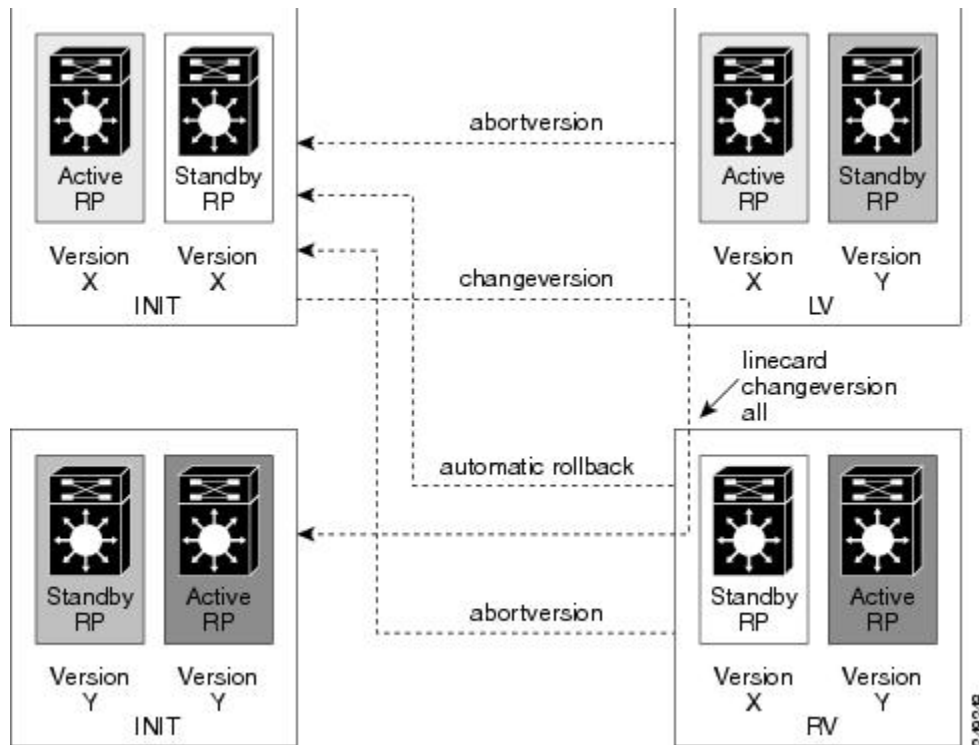 Active
RP
Standby
RP
Version
X
Version
X
INIT
abortversion
Active
RP
Standby
RP
Version
X
Version
Y
LV
changeversion
linecard
changeversion
all
automatic rollback
abortversion
Standby
RP
Active
RP
Version
Y
Version
Y
INIT
Standby
RP
Active
RP
Version
X
Version
Y
RV